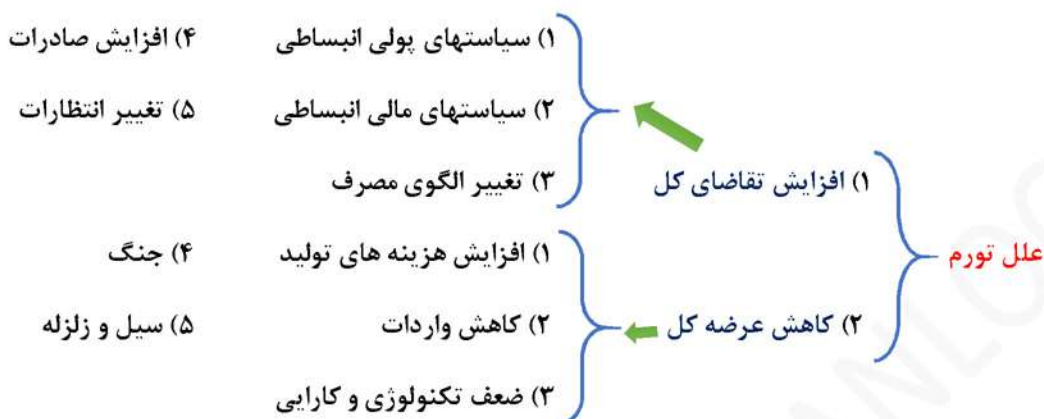 ۱) سیاستهای پولی انبساطی ۴) افزایش صادرات
۲) سیاستهای مالی انبساطی ۵) تغییر انتظارات
۳) تغییر الگوی مصرف
۱) افزایش تقاضای کل
۱) افزایش هزینه های تولید ۴) جنگ
علل تورم
۲) کاهش عرضه کل
۲) کاهش واردات ۵) سیل و زلزله
۳) ضعف تکنولوژی و کارایی